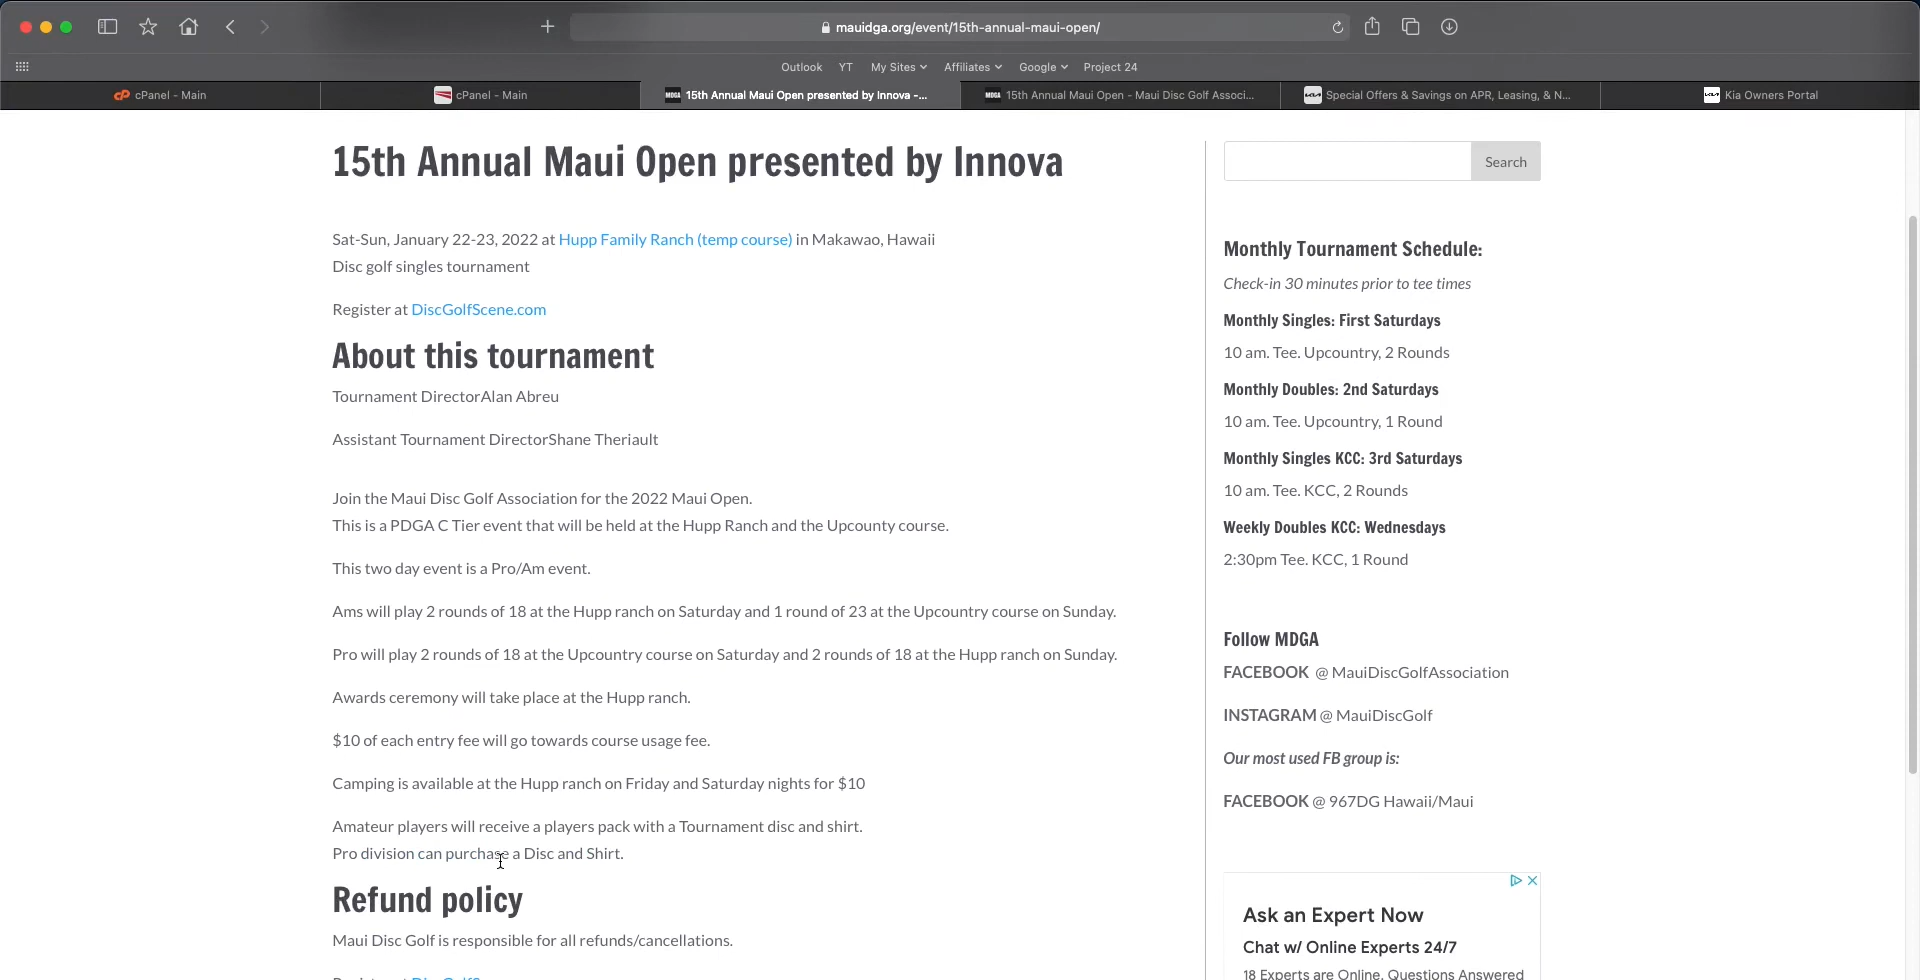 mauidga.org/event/15th-annual-maui-open/
Outlook YT My Sites Affiliates Google Project 24
cP cPanel - Main
cPanel - Main
MDGA 15th Annual Maui Open presented by Innova -...
MDGA 15th Annual Maui Open - Maui Disc Golf Associ...
Special Offers & Savings on APR, Leasing, & N...
Kia Owners Portal
15th Annual Maui Open presented by Innova
Sat-Sun, January 22-23, 2022 at Hupp Family Ranch (temp course) in Makawao, Hawaii
Disc golf singles tournament
Register at DiscGolfScene.com
About this tournament
Tournament DirectorAlan Abreu
Assistant Tournament DirectorShane Theriault
Join the Maui Disc Golf Association for the 2022 Maui Open.
This is a PDGA C Tier event that will be held at the Hupp Ranch and the Upcounty course.
This two day event is a Pro/Am event.
Ams will play 2 rounds of 18 at the Hupp ranch on Saturday and 1 round of 23 at the Upcountry course on Sunday.
Pro will play 2 rounds of 18 at the Upcountry course on Saturday and 2 rounds of 18 at the Hupp ranch on Sunday.
Awards ceremony will take place at the Hupp ranch.
$10 of each entry fee will go towards course usage fee.
Camping is available at the Hupp ranch on Friday and Saturday nights for $10
Amateur players will receive a players pack with a Tournament disc and shirt.
Pro division can purchase a Disc and Shirt.
Refund policy
Maui Disc Golf is responsible for all refunds/cancellations.
Search
Monthly Tournament Schedule:
Check-in 30 minutes prior to tee times
Monthly Singles: First Saturdays
10 am. Tee. Upcountry, 2 Rounds
Monthly Doubles: 2nd Saturdays
10 am. Tee. Upcountry, 1 Round
Monthly Singles KCC: 3rd Saturdays
10 am. Tee. KCC, 2 Rounds
Weekly Doubles KCC: Wednesdays
2:30pm Tee. KCC, 1 Round
Follow MDGA
FACEBOOK @ MauiDiscGolfAssociation
INSTAGRAM @ MauiDiscGolf
Our most used FB group is:
FACEBOOK @ 967DG Hawaii/Maui
Ask an Expert Now
Chat w/ Online Experts 24/7
18 Experts are Online. Questions Answered